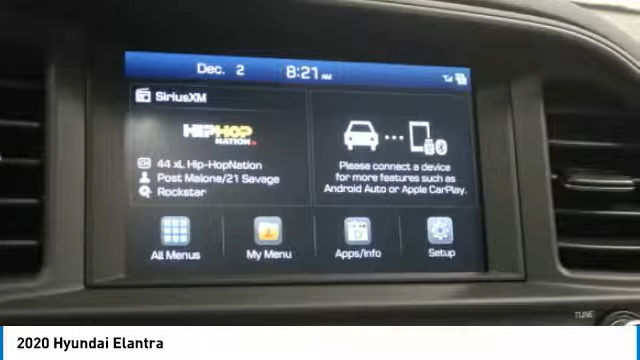 Dec. 2 8:21 AM
SiriusXM
HIPHOP
NATION
44 xL Hip-HopNation
Post Malone/21 Savage
Rockstar
Please connect a device
for more features such as
Android Auto or Apple CarPlay.
All Menus My Menu Apps/Info Setup
TUNE
2020 Hyundai Elantra